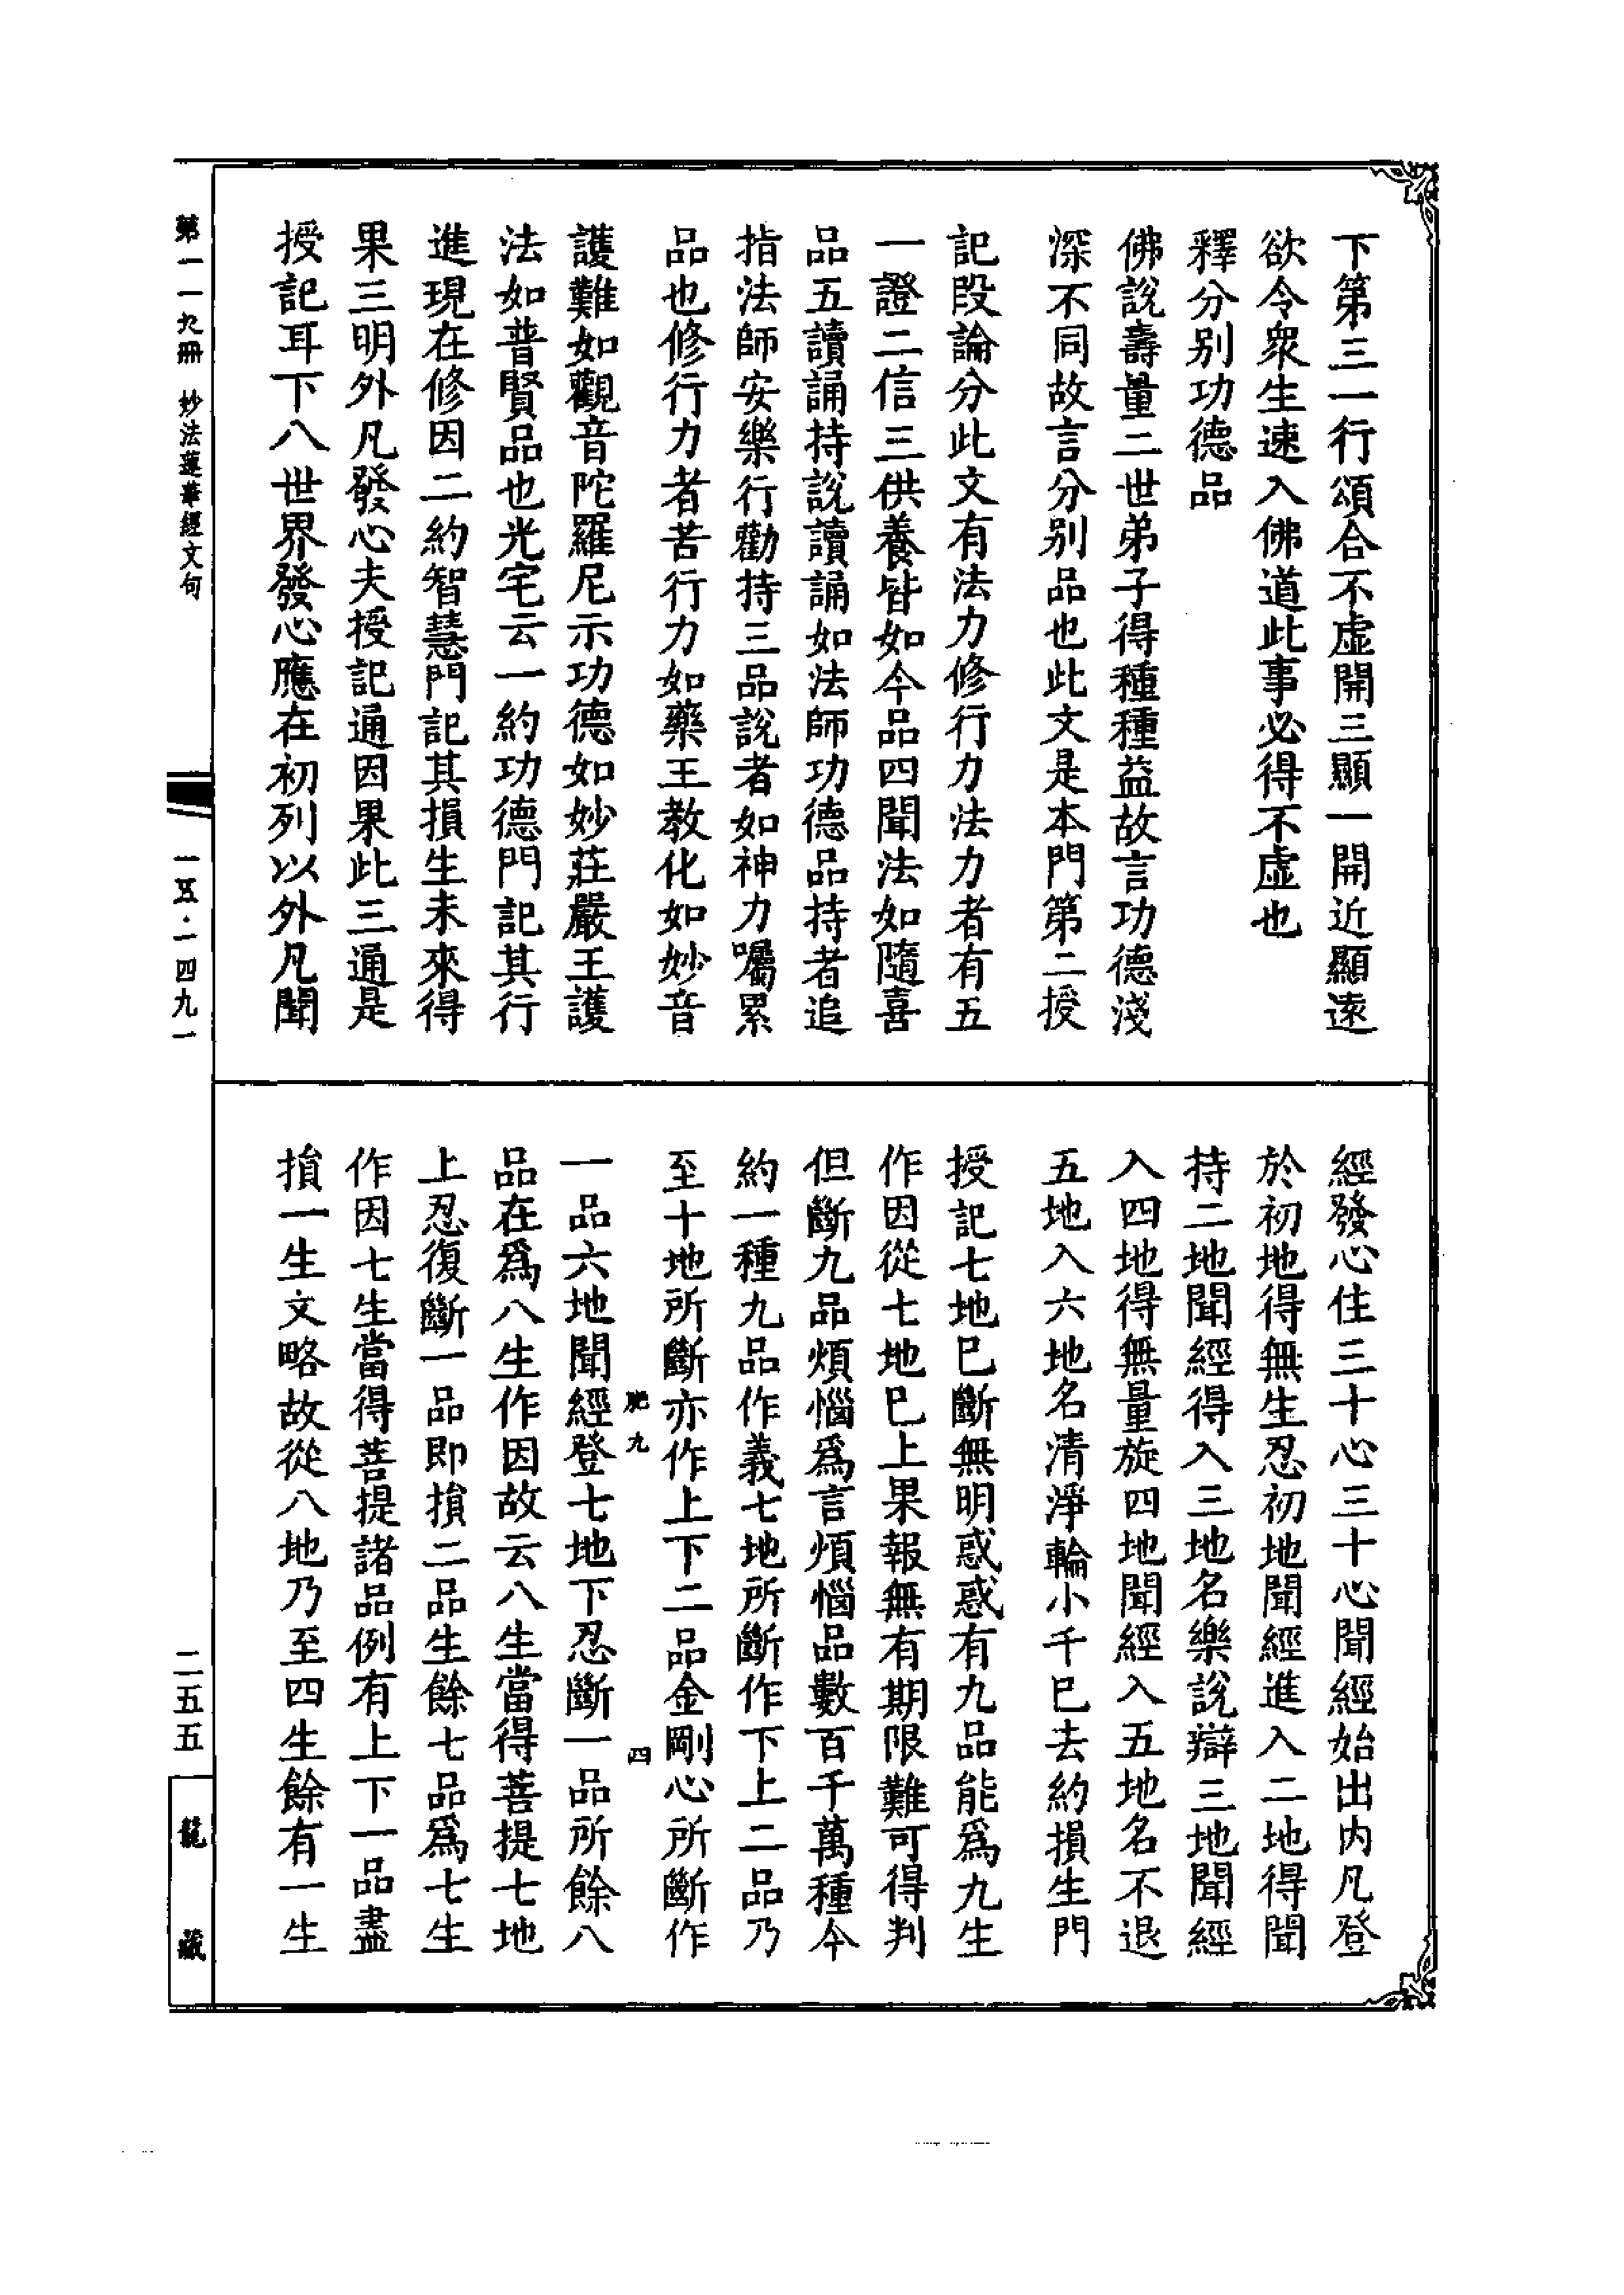 下第三一行頌合不虛開三顯一開近顯遠
欲令衆生速入佛道此事必得不虛也
釋分別功德品
佛說壽量二世弟子得種種益故言功德淺
深不同故言分別品也此文是本門第二授
記段論分此文有法力修行力法力者有五
一證二信三供養皆如今品四聞法如隨喜
品五讀誦持說讀誦如法師功德品持者追
指法師安樂行勸持三品說者如神力囑累
品也修行力者苦行力如藥王教化如妙音
護難如觀音陀羅尼示功德如妙莊嚴王護
法如普賢品也光宅云一約功德門記其行
進現在修因二約智慧門記其損生未來得
果三明外凡發心夫授記通因果此三通是
授記耳下八世界發心應在初列以外凡聞
經發心住三十心三十心聞經始出内凡登
於初地得無生忍初地聞經進入二地得聞
持二地聞經得入三地名樂說辯三地聞經
入四地得無量旋四地聞經入五地名不退
五地入六地名清淨輪小千巳去約損生門
授記七地巳斷無明惑惑有九品能爲九生
作因從七地巳上果報無有期限難可得判
但斷九品煩惱爲言煩惱品數百千萬種今
約一種九品作義七地所斷作下上二品乃
至十地所斷亦作上下二品金剛心所斷作
肥九
四
一品六地聞經登七地下忍斷一品所餘八
品在爲八生作因故云八生當得菩提七地
上忍復斷一品即損二品生餘七品爲七生
作因七生當得菩提諸品例有上下一品盡
損一生文略故從八地乃至四生餘有一生
第一一九冊 妙法蓮華經文句
一五·一四九一
二五五
龍藏